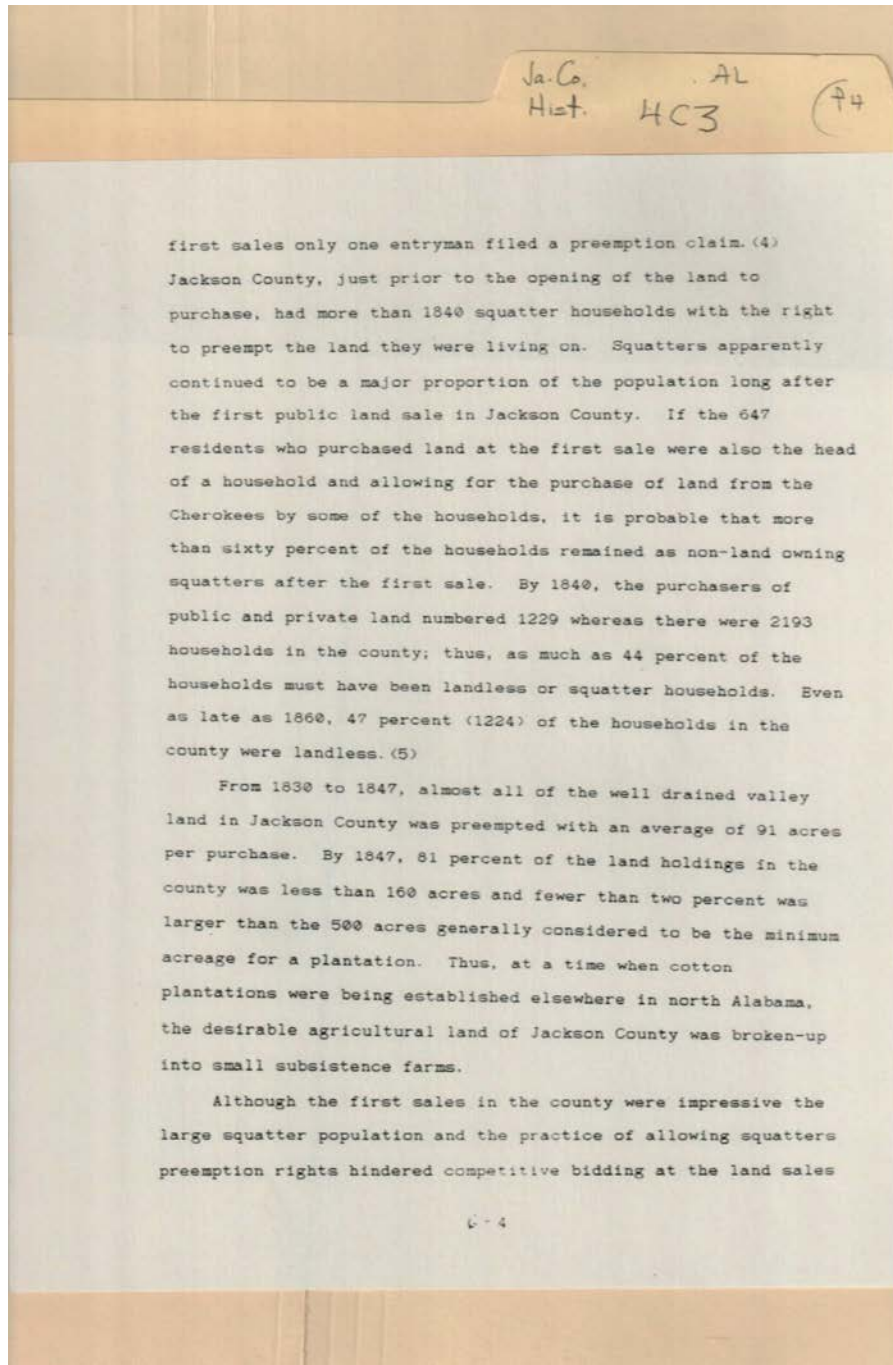 Ja. Co. AL
Hist. 4C3 P4
first sales only one entryman filed a preemption claim.(4)
Jackson County, just prior to the opening of the land to
purchase, had more than 1840 squatter households with the right
to preempt the land they were living on. Squatters apparently
continued to be a major proportion of the population long after
the first public land sale in Jackson County. If the 647
residents who purchased land at the first sale were also the head
of a household and allowing for the purchase of land from the
Cherokees by some of the households, it is probable that more
than sixty percent of the households remained as non-land owning
squatters after the first sale. By 1840, the purchasers of
public and private land numbered 1229 whereas there were 2193
households in the county; thus, as much as 44 percent of the
households must have been landless or squatter households. Even
as late as 1860, 47 percent (1224) of the households in the
county were landless.(5)
From 1830 to 1847, almost all of the well drained valley
land in Jackson County was preempted with an average of 91 acres
per purchase. By 1847, 81 percent of the land holdings in the
county was less than 160 acres and fewer than two percent was
larger than the 500 acres generally considered to be the minimum
acreage for a plantation. Thus, at a time when cotton
plantations were being established elsewhere in north Alabama,
the desirable agricultural land of Jackson County was broken-up
into small subsistence farms.
Although the first sales in the county were impressive the
large squatter population and the practice of allowing squatters
preemption rights hindered competitive bidding at the land sales
6-4